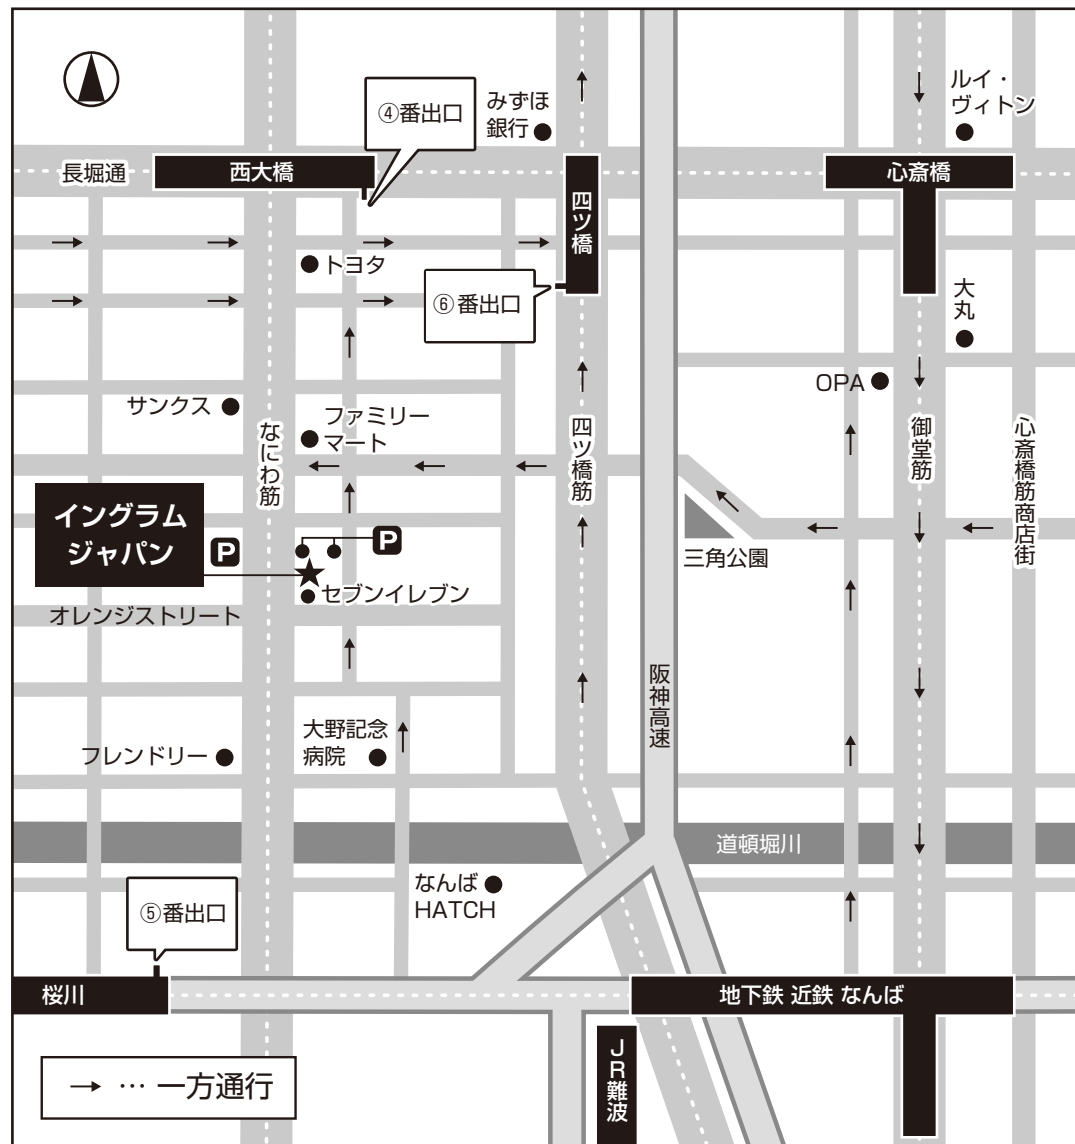 ルイ・
ヴィトン
みずほ
銀行
④番出口
長堀通
西大橋
四ツ橋
心斎橋
トヨタ
⑥番出口
大丸
OPA
サンクス
ファミリー
マート
なにわ筋
四ツ橋筋
御堂筋
心斎橋筋商店街
イングラム
ジャパン
P
P
三角公園
セブンイレブン
オレンジストリート
阪神高速
大野記念
病院
フレンドリー
道頓堀川
なんば
HATCH
⑤番出口
桜川
地下鉄 近鉄 なんば
JR難波
→ … 一方通行